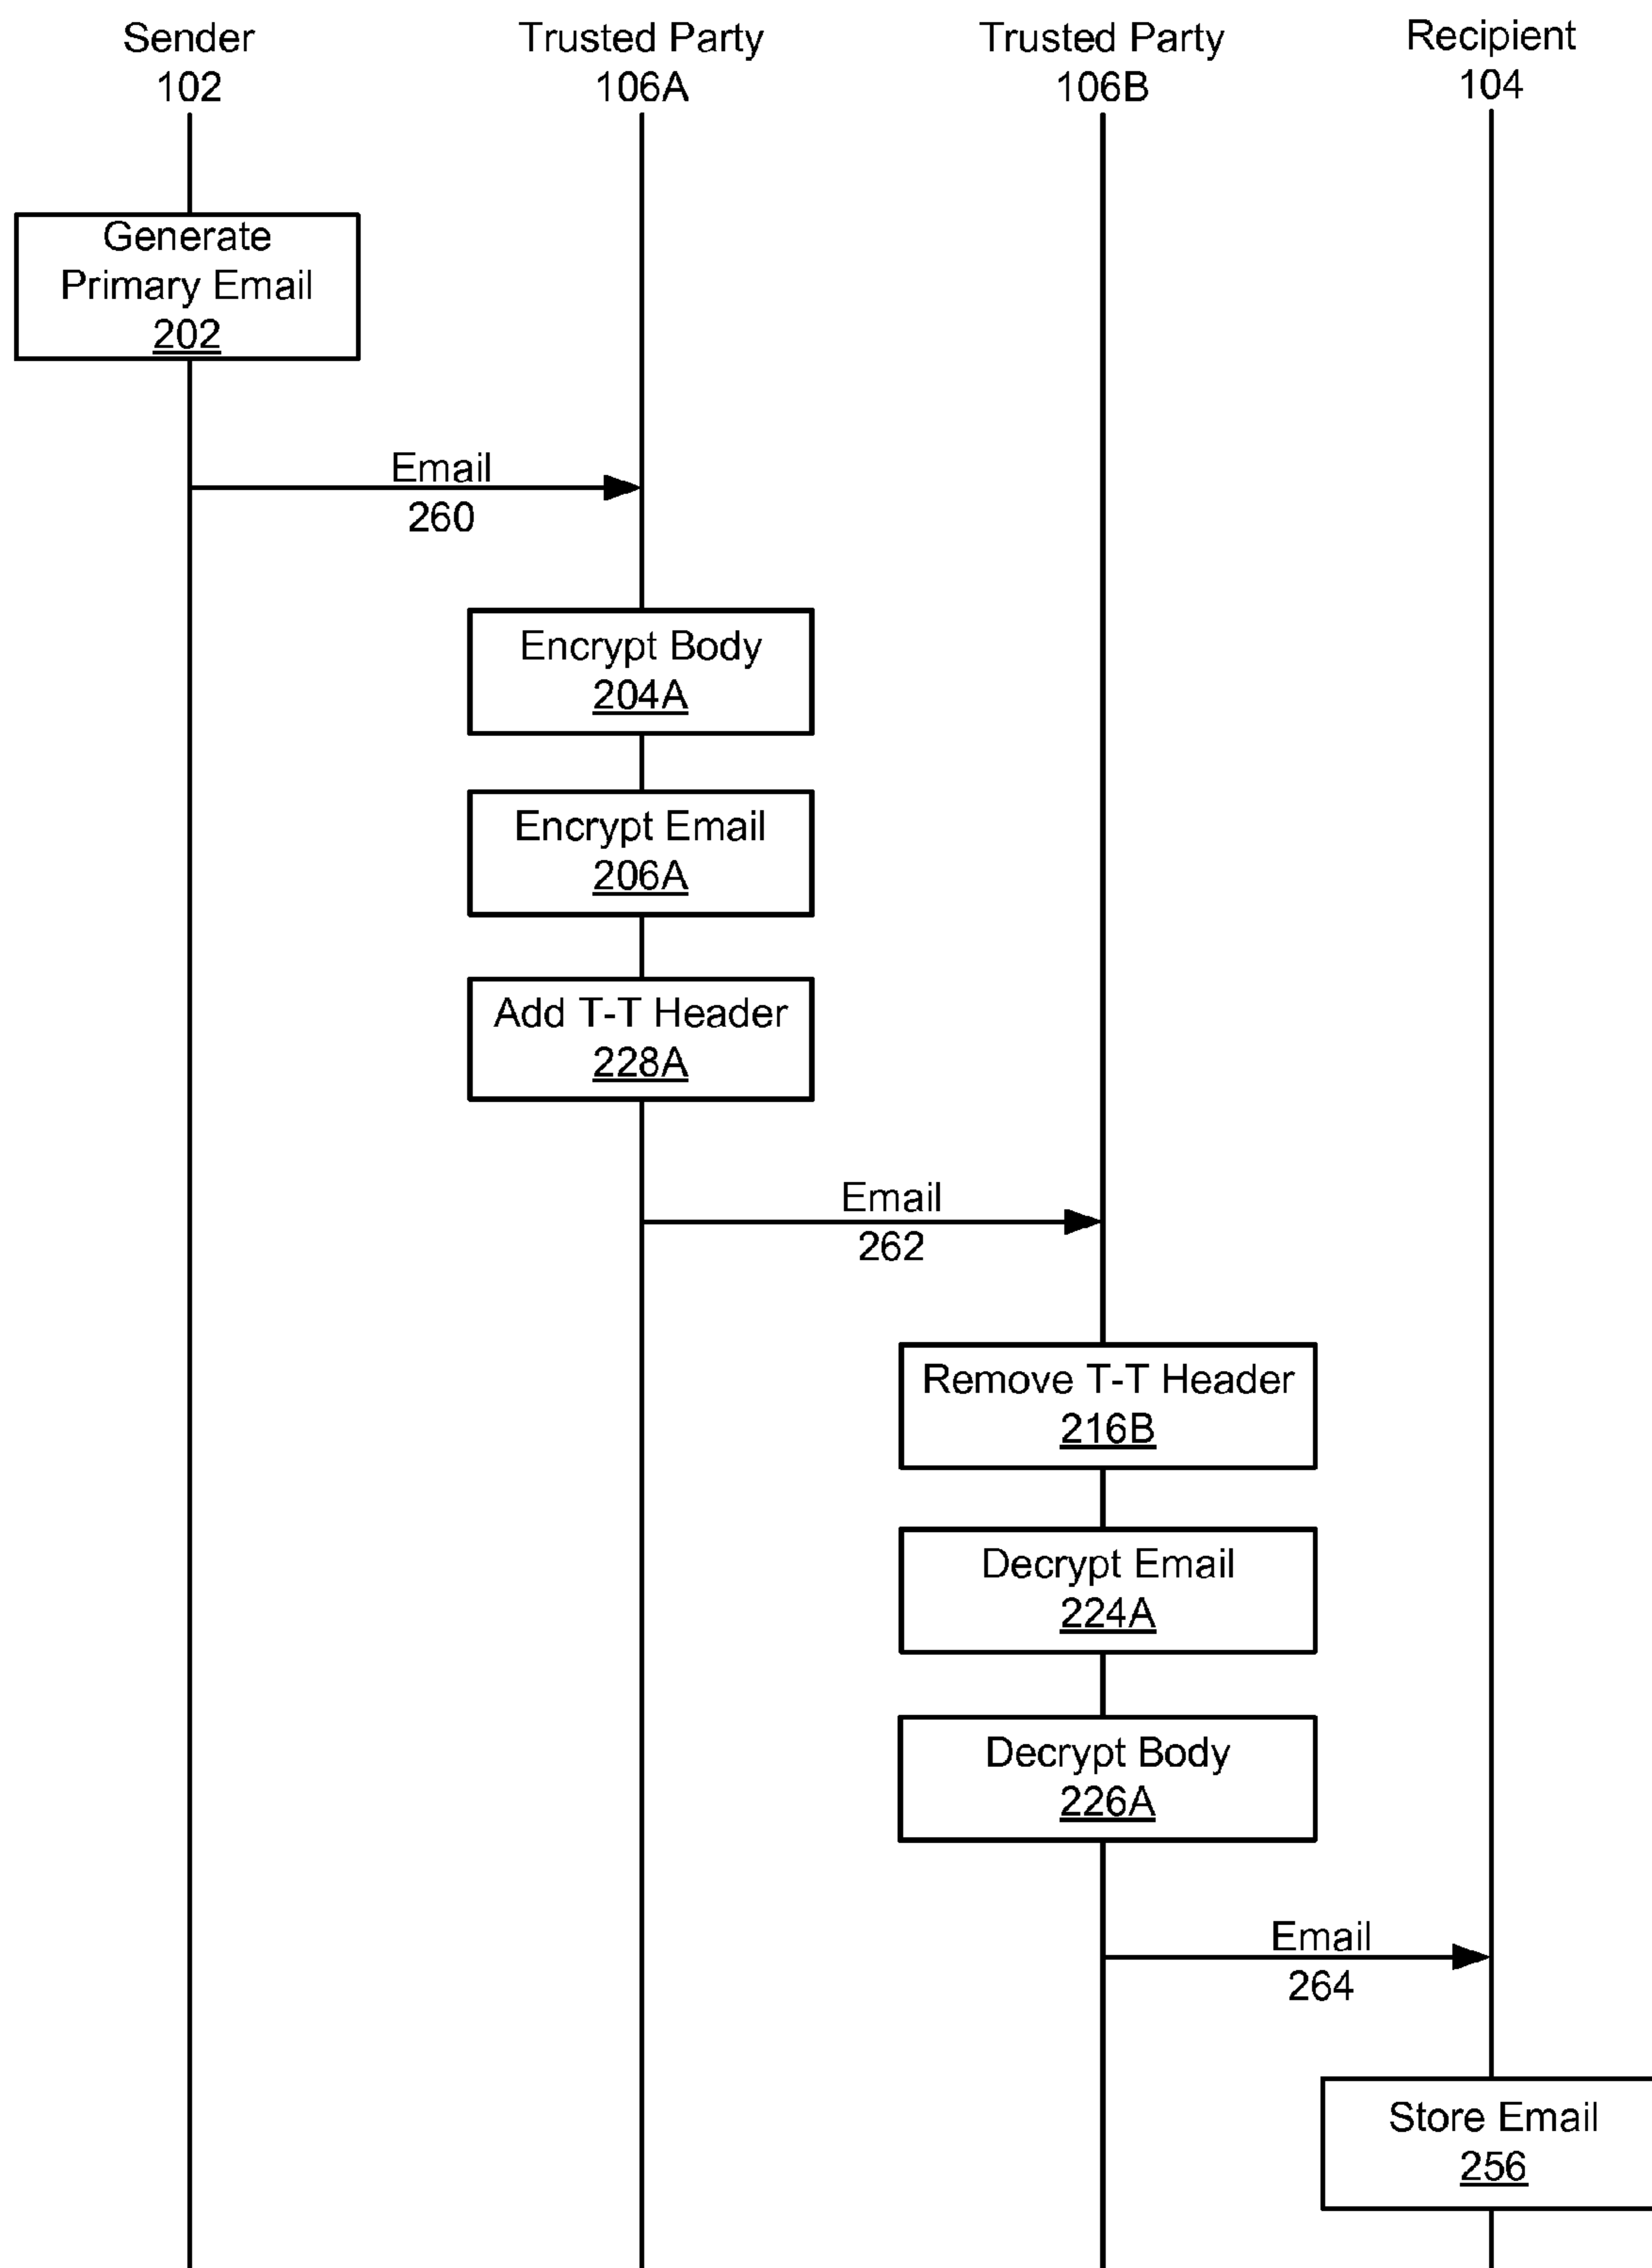 Sender
102
Trusted Party
106A
Trusted Party
106B
Recipient
104
Generate
Primary Email
202
Email
260
Encrypt Body
204A
Encrypt Email
206A
Add T-T Header
228A
Email
262
Remove T-T Header
216B
Decrypt Email
224A
Decrypt Body
226A
Email
264
Store Email
256